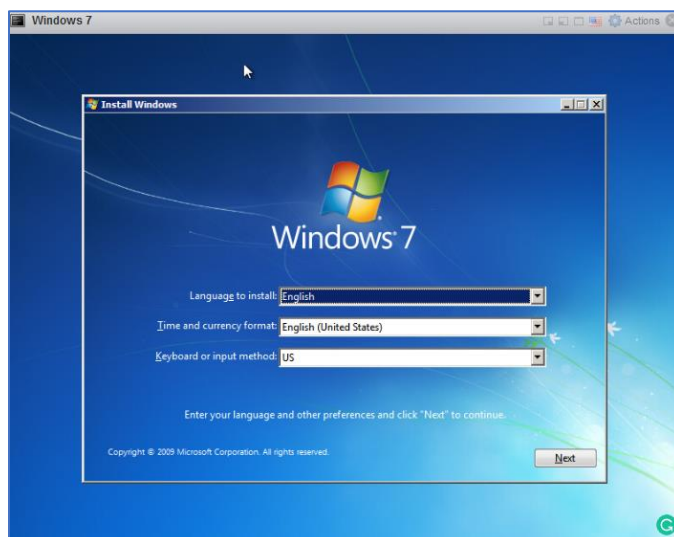 Windows 7
Actions
Install Windows
Windows 7
Language to install: English
Time and currency format: English (United States)
Keyboard or input method: US
Enter your language and other preferences and click "Next" to continue.
Copyright © 2009 Microsoft Corporation. All rights reserved.
Next